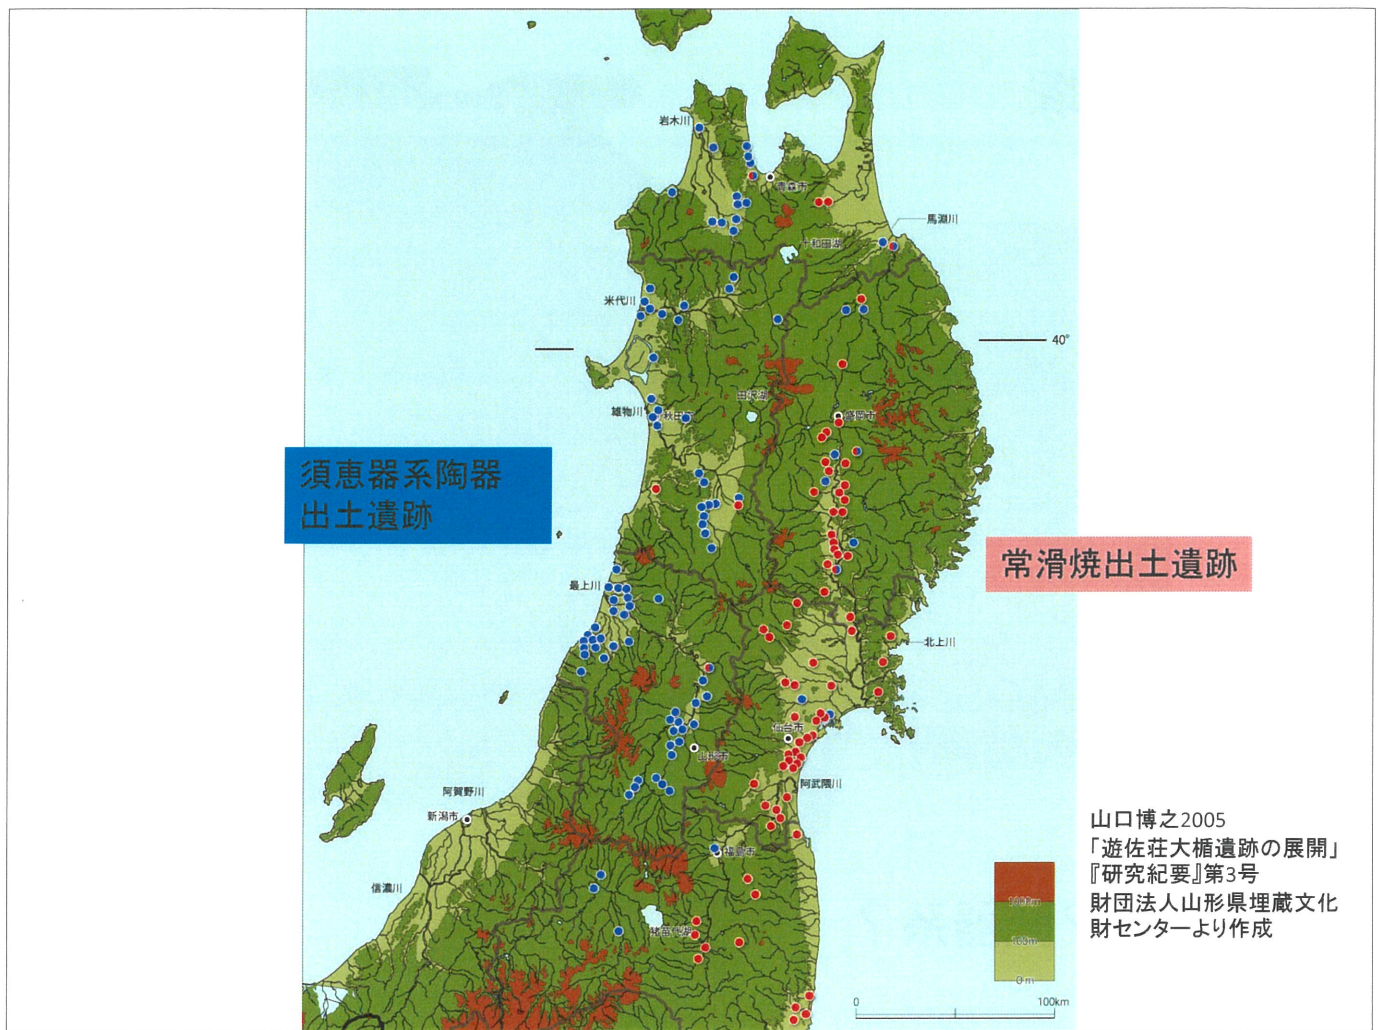 岩木川
青森市
馬淵川
十和田湖
米代川
40°
田沢湖
雄物川
秋田市
盛岡市
須恵器系陶器
出土遺跡
常滑焼出土遺跡
最上川
北上川
仙台市
山形市
阿武隈川
阿賀野川
新潟市
福島市
信濃川
猪苗代湖
山口博之2005
「遊佐荘大楯遺跡の展開」
『研究紀要』第3号
財団法人山形県埋蔵文化
財センターより作成
1000m
100m
0m
0
100km